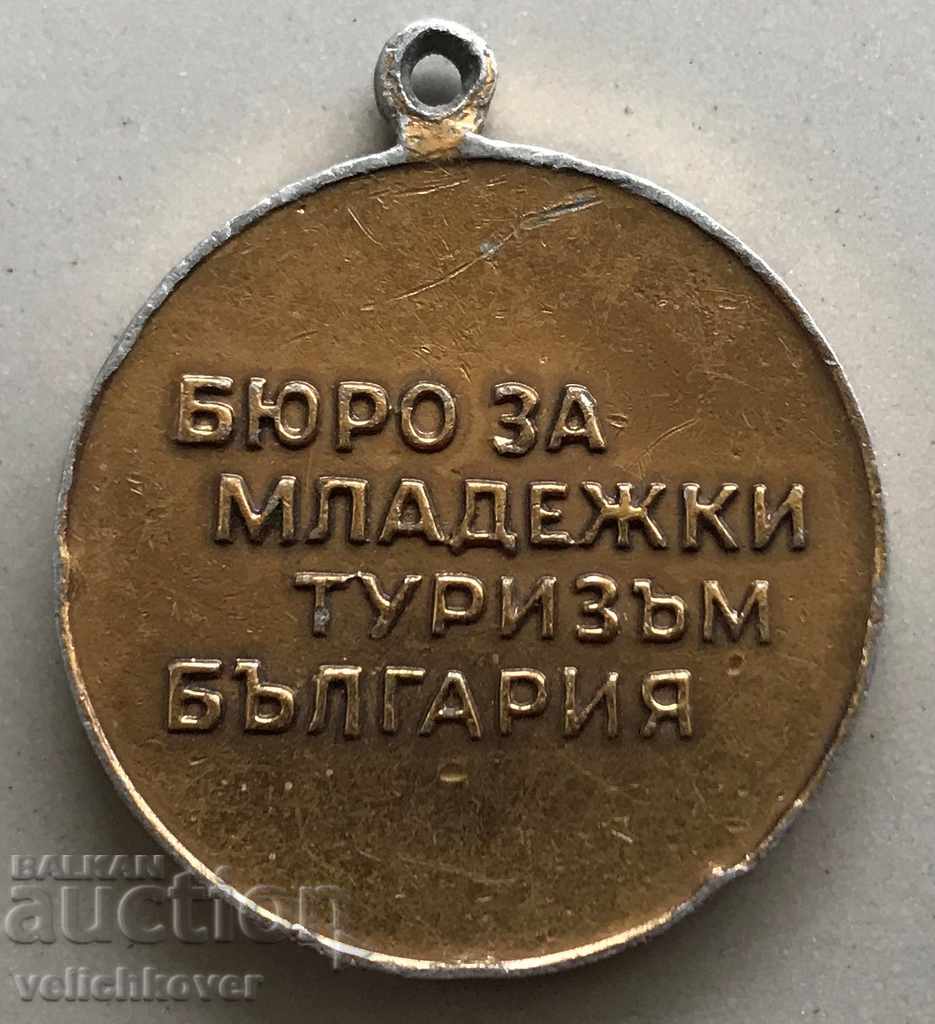 БЮРО ЗА
МЛАДЕЖКИ
ТУРИЗЪМ
БЪЛГАРИЯ
BALKAN
auction
velichkover